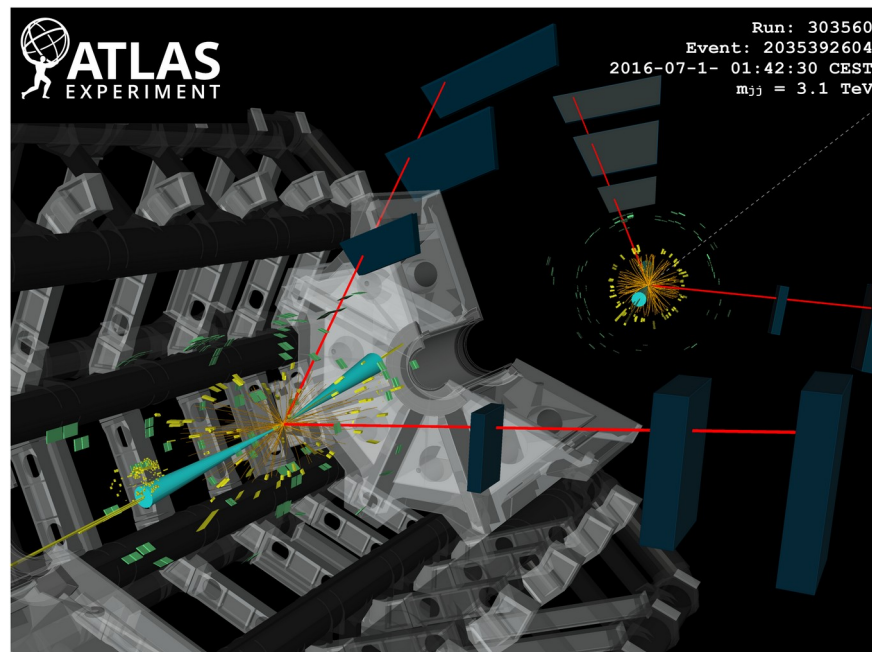 ATLAS
EXPERIMENT
Run: 303560
Event: 2035392604
2016-07-1- 01:42:30 CEST
mjj = 3.1 TeV